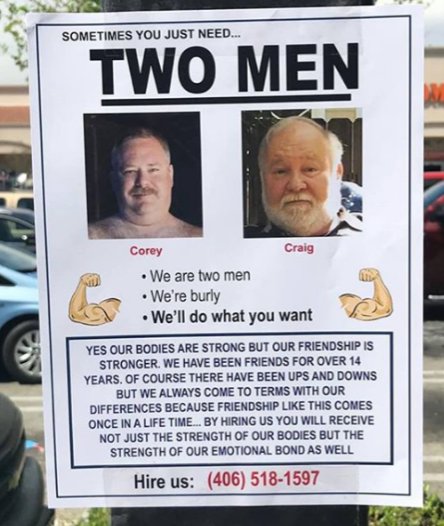 SOMETIMES YOU JUST NEED...
TWO MEN
Corey
Craig
• We are two men
• We're burly
• We'll do what you want
YES OUR BODIES ARE STRONG BUT OUR FRIENDSHIP IS
STRONGER. WE HAVE BEEN FRIENDS FOR OVER 14
YEARS. OF COURSE THERE HAVE BEEN UPS AND DOWNS
BUT WE ALWAYS COME TO TERMS WITH OUR
DIFFERENCES BECAUSE FRIENDSHIP LIKE THIS COMES
ONCE IN A LIFE TIME... BY HIRING US YOU WILL RECEIVE
NOT JUST THE STRENGTH OF OUR BODIES BUT THE
STRENGTH OF OUR EMOTIONAL BOND AS WELL
Hire us: (406) 518-1597